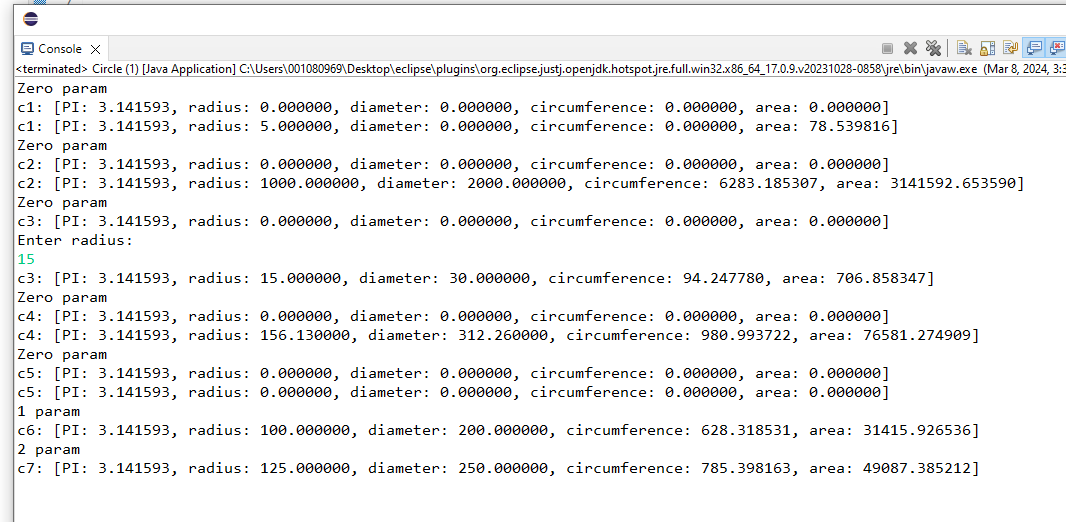 Console
<terminated> Circle (1) [Java Application] C:\Users\001080969\Desktop\eclipse\plugins\org.eclipse.justj.openjdk.hotspot.jre.full.win32.x86_64_17.0.9.v20231028-0858\jre\bin\javaw.exe (Mar 8, 2024, 3:3
Zero param
c1: [PI: 3.141593, radius: 0.000000, diameter: 0.000000, circumference: 0.000000, area: 0.000000]
c1: [PI: 3.141593, radius: 5.000000, diameter: 0.000000, circumference: 0.000000, area: 78.539816]
Zero param
c2: [PI: 3.141593, radius: 0.000000, diameter: 0.000000, circumference: 0.000000, area: 0.000000]
c2: [PI: 3.141593, radius: 1000.000000, diameter: 2000.000000, circumference: 6283.185307, area: 3141592.653590]
Zero param
c3: [PI: 3.141593, radius: 0.000000, diameter: 0.000000, circumference: 0.000000, area: 0.000000]
Enter radius:
15
c3: [PI: 3.141593, radius: 15.000000, diameter: 30.000000, circumference: 94.247780, area: 706.858347]
Zero param
c4: [PI: 3.141593, radius: 0.000000, diameter: 0.000000, circumference: 0.000000, area: 0.000000]
c4: [PI: 3.141593, radius: 156.130000, diameter: 312.260000, circumference: 980.993722, area: 76581.274909]
Zero param
c5: [PI: 3.141593, radius: 0.000000, diameter: 0.000000, circumference: 0.000000, area: 0.000000]
c5: [PI: 3.141593, radius: 0.000000, diameter: 0.000000, circumference: 0.000000, area: 0.000000]
1 param
c6: [PI: 3.141593, radius: 100.000000, diameter: 200.000000, circumference: 628.318531, area: 31415.926536]
2 param
c7: [PI: 3.141593, radius: 125.000000, diameter: 250.000000, circumference: 785.398163, area: 49087.385212]